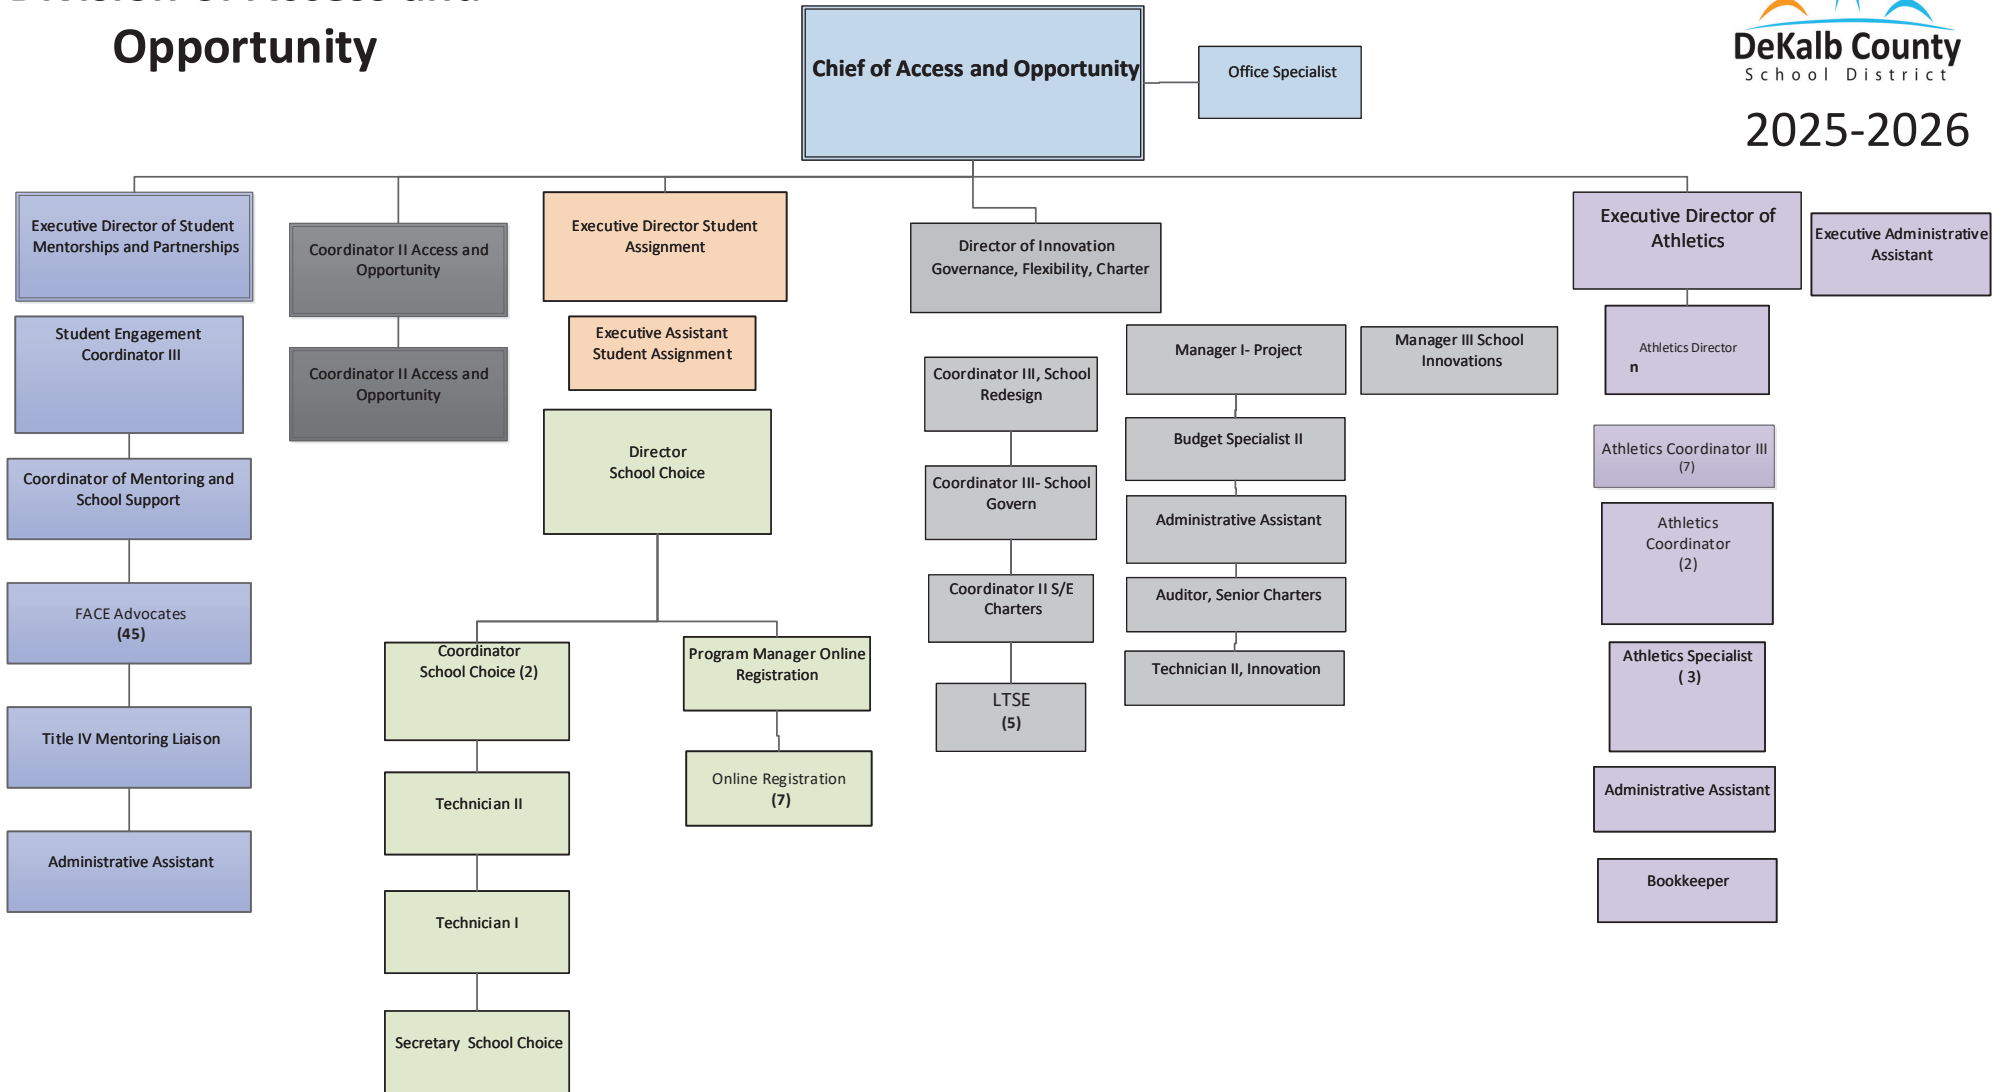 Division of Access and
Opportunity
DeKalb County
School District
2025-2026
Chief of Access and Opportunity
Office Specialist
Executive Director of Student
Mentorships and Partnerships
Student Engagement
Coordinator III
Coordinator of Mentoring and
School Support
FACE Advocates
(45)
Title IV Mentoring Liaison
Administrative Assistant
Coordinator II Access and
Opportunity
Coordinator II Access and
Opportunity
Executive Director Student
Assignment
Executive Assistant
Student Assignment
Director
School Choice
Coordinator
School Choice (2)
Technician II
Technician I
Secretary School Choice
Program Manager Online
Registration
Online Registration
(7)
Director of Innovation
Governance, Flexibility, Charter
Coordinator III, School
Redesign
Coordinator III- School
Govern
Coordinator II S/E
Charters
LTSE
(5)
Manager I- Project
Budget Specialist II
Administrative Assistant
Auditor, Senior Charters
Technician II, Innovation
Manager III School
Innovations
Executive Director of
Athletics
Executive Administrative
Assistant
Athletics Director
n
Athletics Coordinator III
(7)
Athletics
Coordinator
(2)
Athletics Specialist
( 3)
Administrative Assistant
Bookkeeper